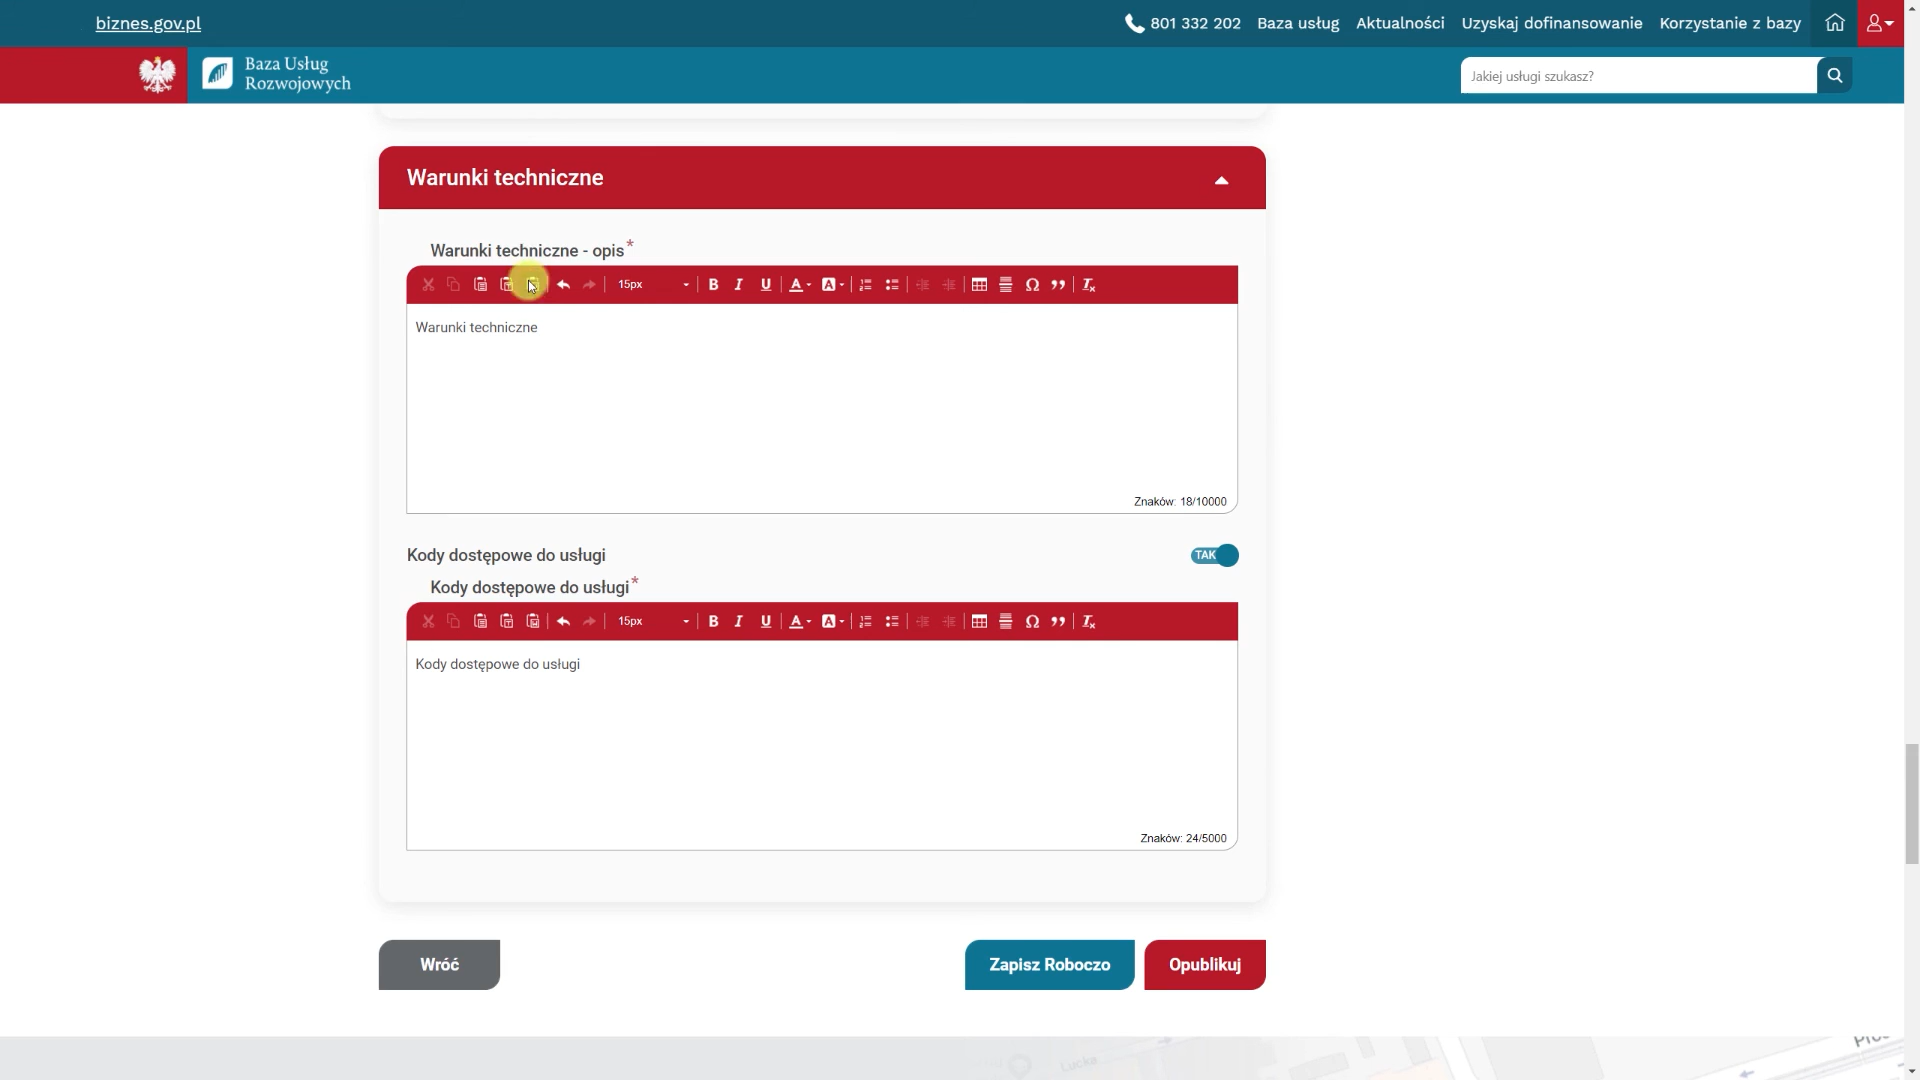 biznes.gov.pl
801 332 202 Baza usług Aktualności Uzyskaj dofinansowanie Korzystanie z bazy
Baza Usług
Rozwojowych
Jakiej usługi szukasz?
Warunki techniczne
Warunki techniczne - opis*
15px B I U A A Ω
Warunki techniczne
Znaków: 18/10000
Kody dostępowe do usługi
TAK
Kody dostępowe do usługi*
15px B I U A A Ω
Kody dostępowe do usługi
Znaków: 24/5000
Wróć
Zapisz Roboczo
Opublikuj
Łucka